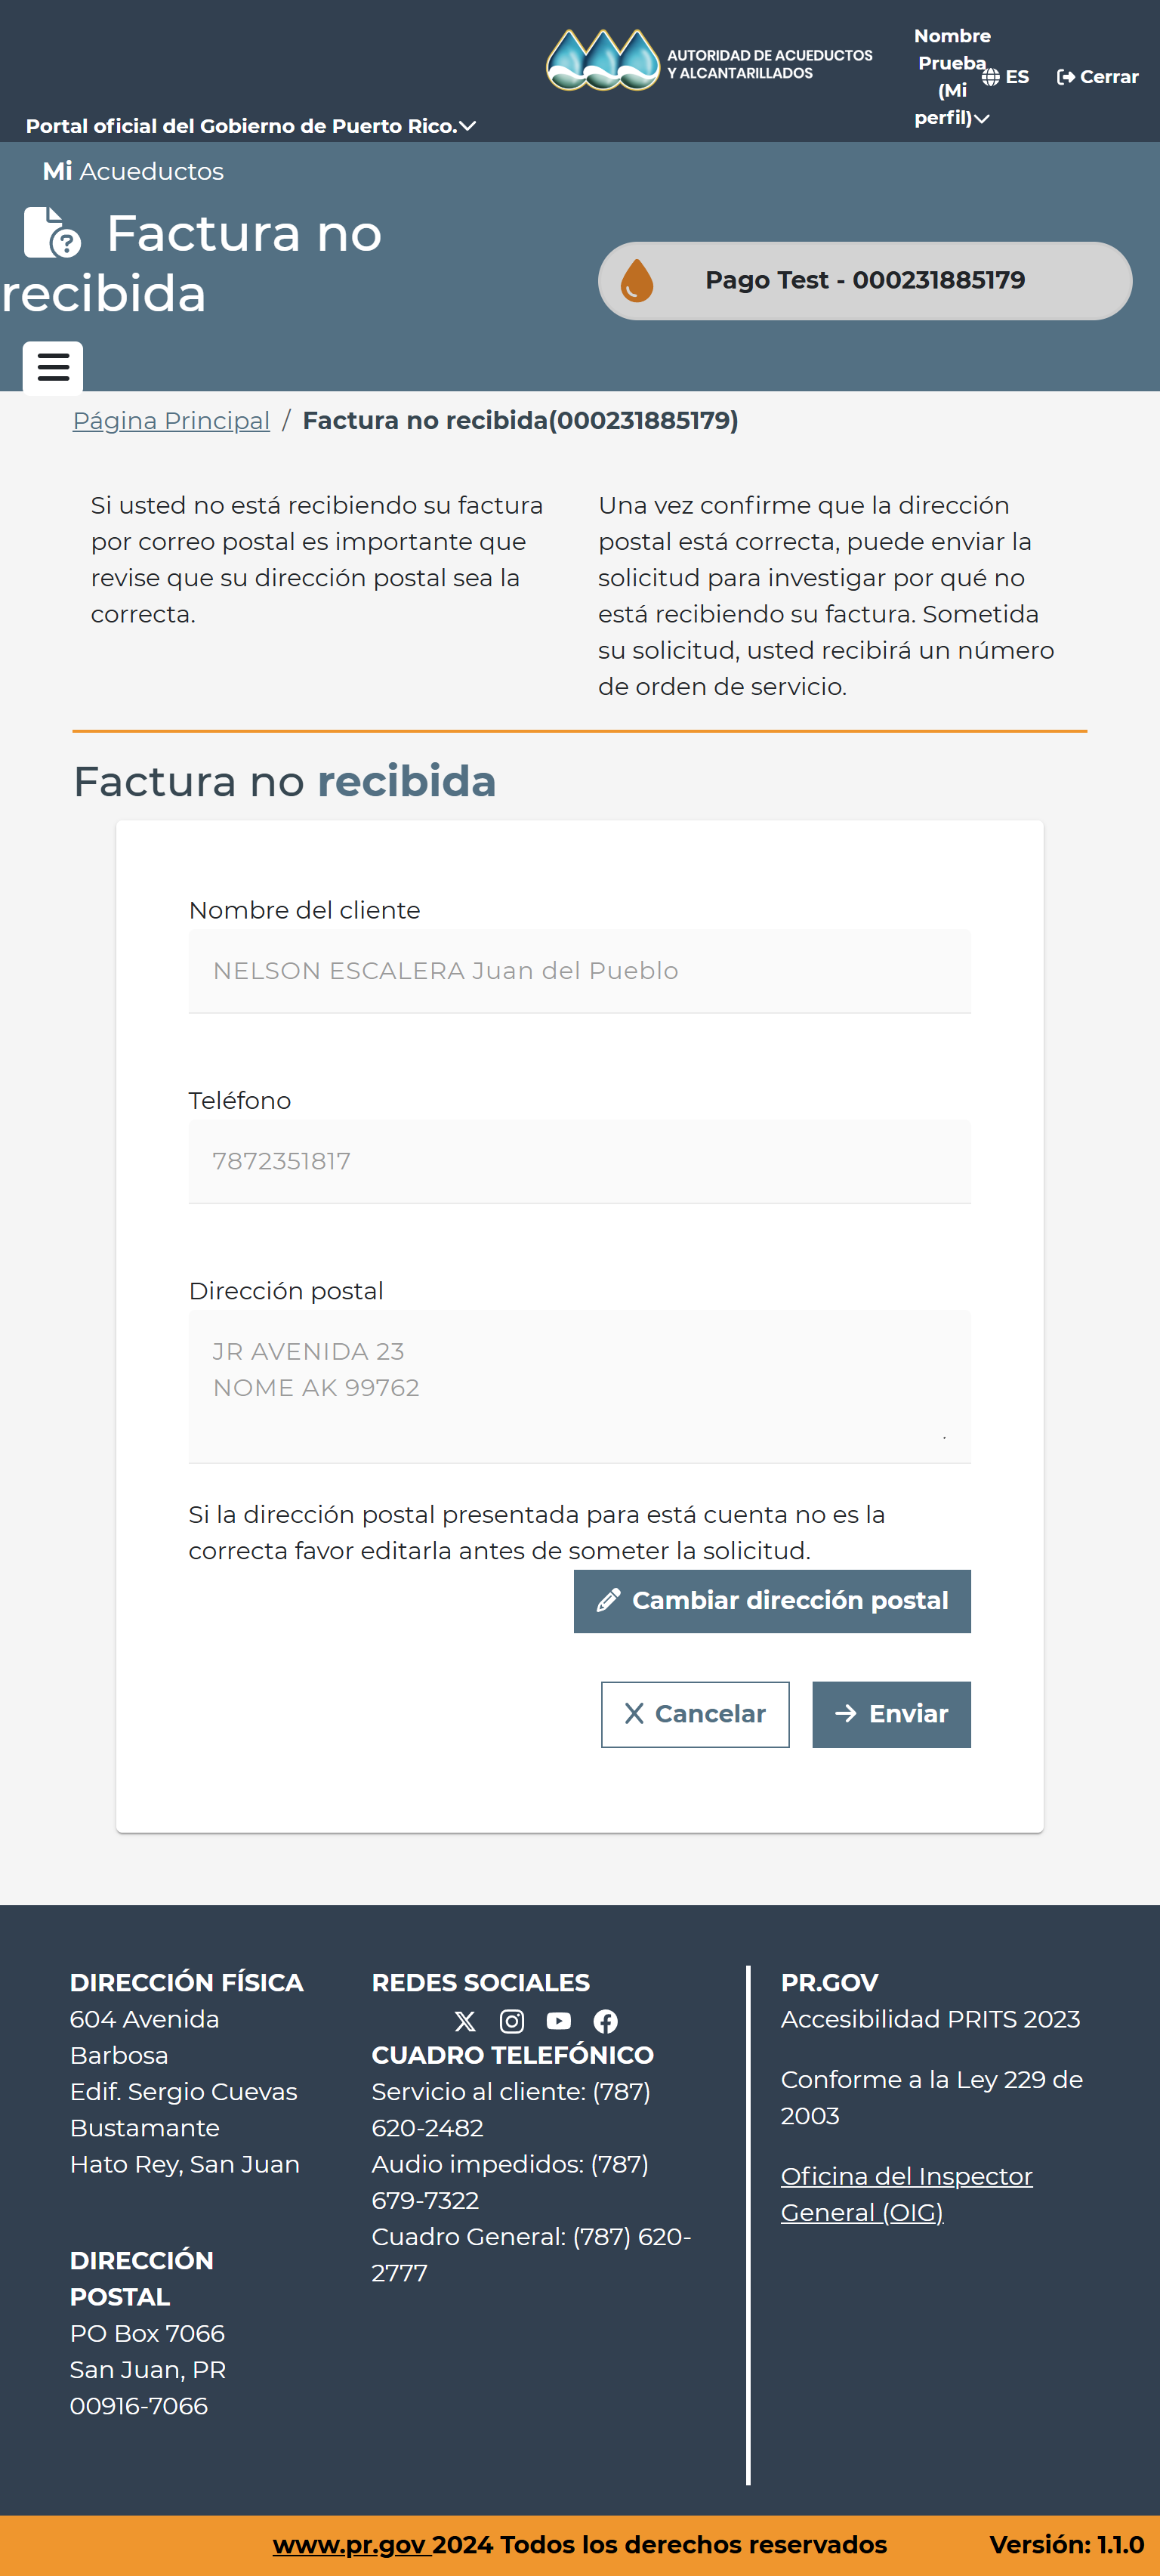 AUTORIDAD DE ACUEDUCTOS
Y ALCANTARILLADOS
Nombre
Prueba
(Mi
perfil)
ES
Cerrar
Portal oficial del Gobierno de Puerto Rico.
Mi Acueductos
Factura no
recibida
Pago Test - 000231885179
Página Principal / Factura no recibida(000231885179)
Si usted no está recibiendo su factura
por correo postal es importante que
revise que su dirección postal sea la
correcta.
Una vez confirme que la dirección
postal está correcta, puede enviar la
solicitud para investigar por qué no
está recibiendo su factura. Sometida
su solicitud, usted recibirá un número
de orden de servicio.
Factura no recibida
Nombre del cliente
NELSON ESCALERA Juan del Pueblo
Teléfono
7872351817
Dirección postal
JR AVENIDA 23
NOME AK 99762
Si la dirección postal presentada para está cuenta no es la
correcta favor editarla antes de someter la solicitud.
Cambiar dirección postal
Cancelar
Enviar
DIRECCIÓN FÍSICA
604 Avenida
Barbosa
Edif. Sergio Cuevas
Bustamante
Hato Rey, San Juan
DIRECCIÓN
POSTAL
PO Box 7066
San Juan, PR
00916-7066
REDES SOCIALES
CUADRO TELEFÓNICO
Servicio al cliente: (787)
620-2482
Audio impedidos: (787)
679-7322
Cuadro General: (787) 620-
2777
PR.GOV
Accesibilidad PRITS 2023
Conforme a la Ley 229 de
2003
Oficina del Inspector
General (OIG)
www.pr.gov 2024 Todos los derechos reservados
Versión: 1.1.0